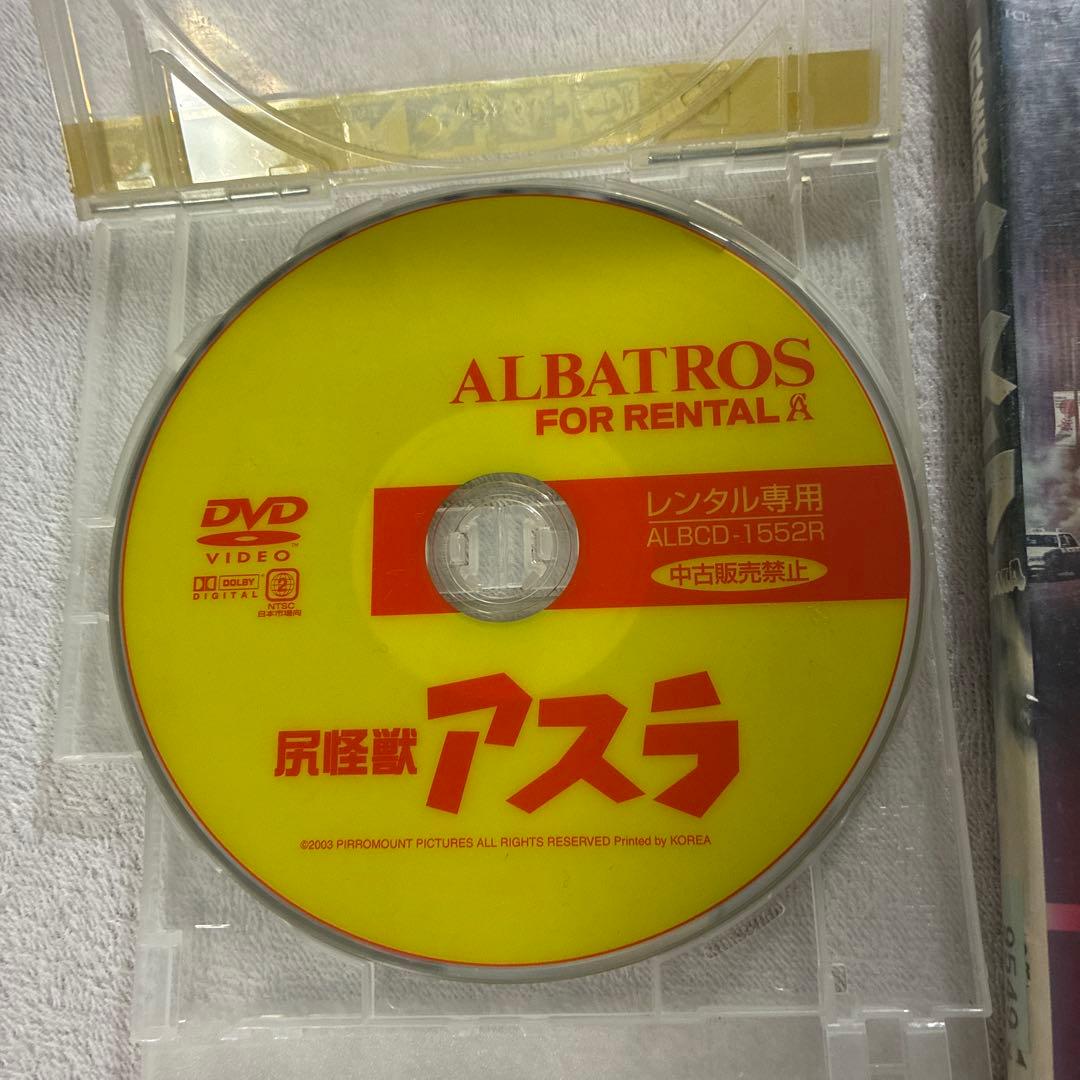 ALBATROS
FOR RENTAL
レンタル専用
ALBCD-1552R
中古販売禁止
DVD
VIDEO
DOLBY
DIGITAL
2
NTSC
日本市場向
尻怪獣アスラ
©2003 PIRROMOUNT PICTURES ALL RIGHTS RESERVED Printed by KOREA